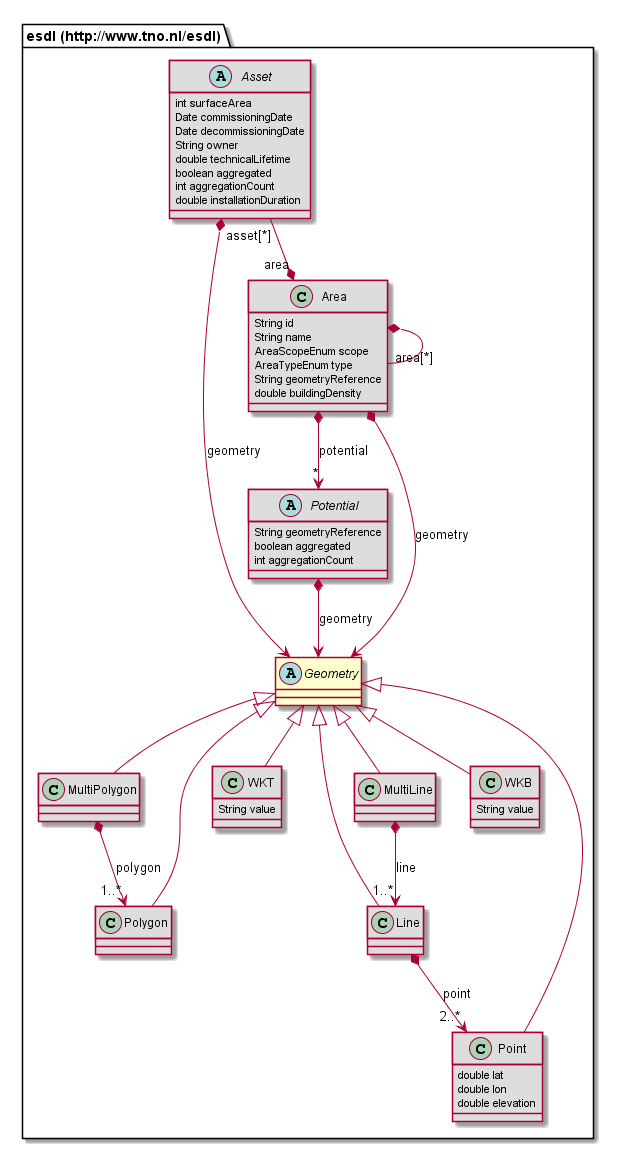 esdl (http://www.tno.nl/esdl)
A Asset
int surfaceArea
Date commissioningDate
Date decommissioningDate
String owner
double technicalLifetime
boolean aggregated
int aggregationCount
double installationDuration
asset[*]
area
C Area
String id
String name
AreaScopeEnum scope
AreaTypeEnum type
String geometryReference
double buildingDensity
area[*]
geometry
potential
*
A Potential
String geometryReference
boolean aggregated
int aggregationCount
geometry
geometry
A Geometry
C MultiPolygon
C WKT
String value
C MultiLine
C WKB
String value
polygon
1..*
line
1..*
C Polygon
C Line
point
2..*
C Point
double lat
double lon
double elevation